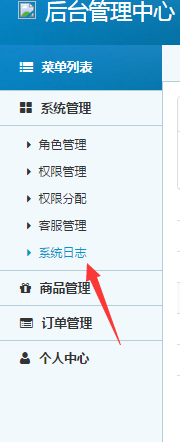 后台管理中心
菜单列表
系统管理
角色管理
权限管理
权限分配
客服管理
系统日志
商品管理
订单管理
个人中心